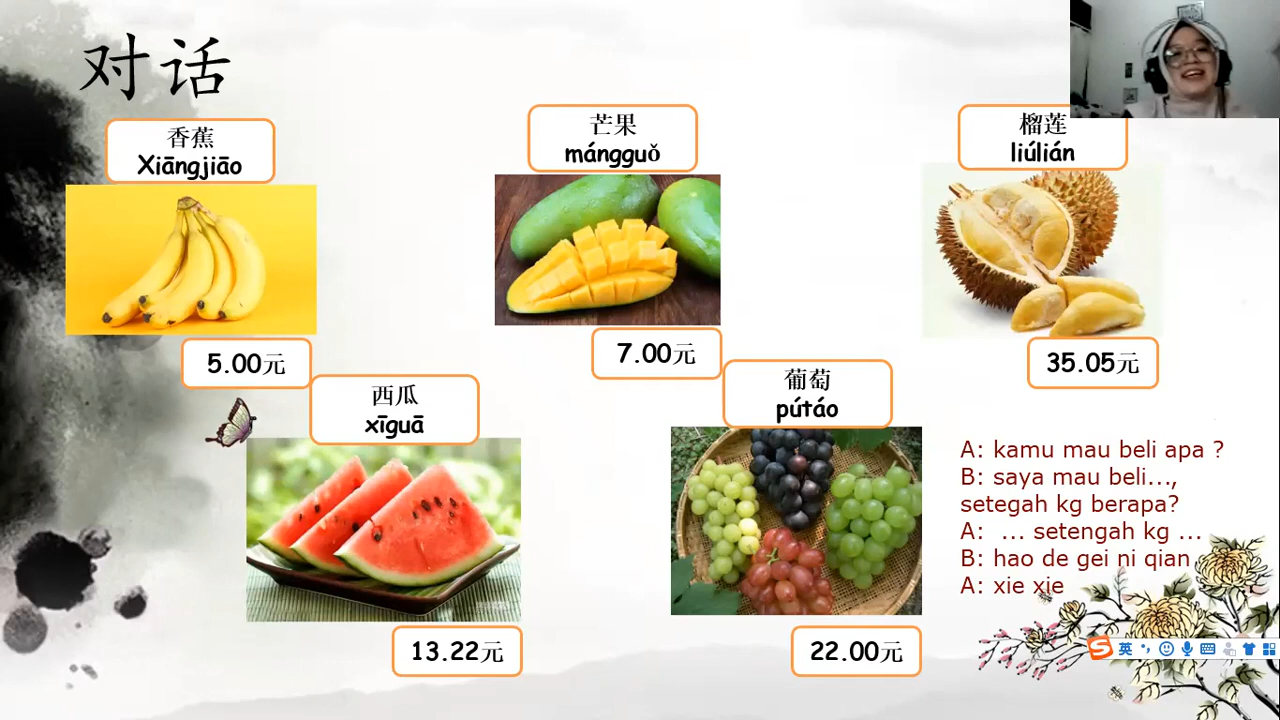 对话
香蕉
Xiāngjiāo
5.00元
芒果
mángguǒ
7.00元
榴莲
liúlián
35.05元
西瓜
xīguā
13.22元
葡萄
pútáo
22.00元
A: kamu mau beli apa ?
B: saya mau beli...,
setegah kg berapa?
A: ... setengah kg ...
B: hao de gei ni qian
A: xie xie
英